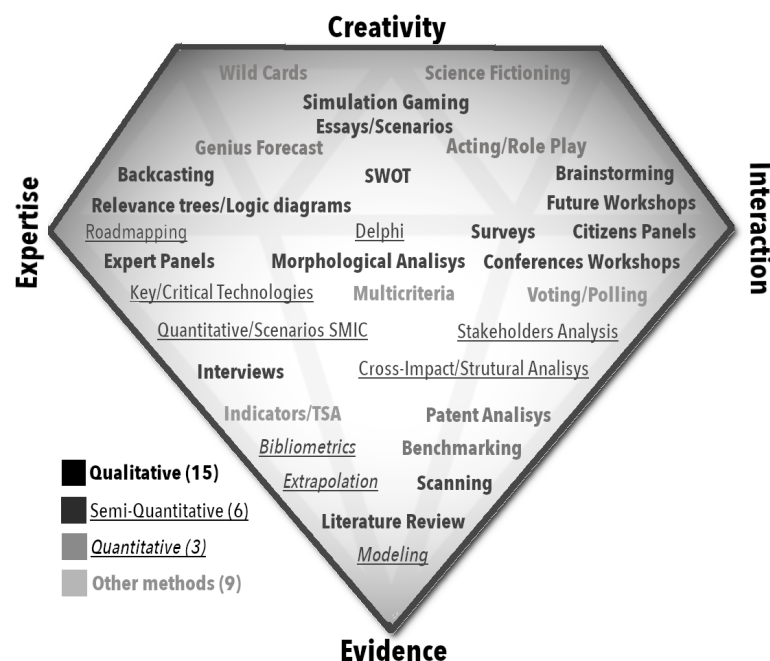 Creativity
Wild Cards
Science Fictioning
Simulation Gaming
Essays/Scenarios
Genius Forecast
Acting/Role Play
Backcasting
SWOT
Brainstorming
Relevance trees/Logic diagrams
Future Workshops
Roadmapping
Delphi
Surveys
Citizens Panels
Expert Panels
Morphological Analisys
Conferences Workshops
Key/Critical Technologies
Multicriteria
Voting/Polling
Quantitative/Scenarios SMIC
Stakeholders Analysis
Interviews
Cross-Impact/Strutural Analisys
Indicators/TSA
Patent Analisys
Bibliometrics
Benchmarking
Extrapolation
Scanning
Literature Review
Modeling
Evidence
Expertise
Interaction
Qualitative (15)
Semi-Quantitative (6)
Quantitative (3)
Other methods (9)